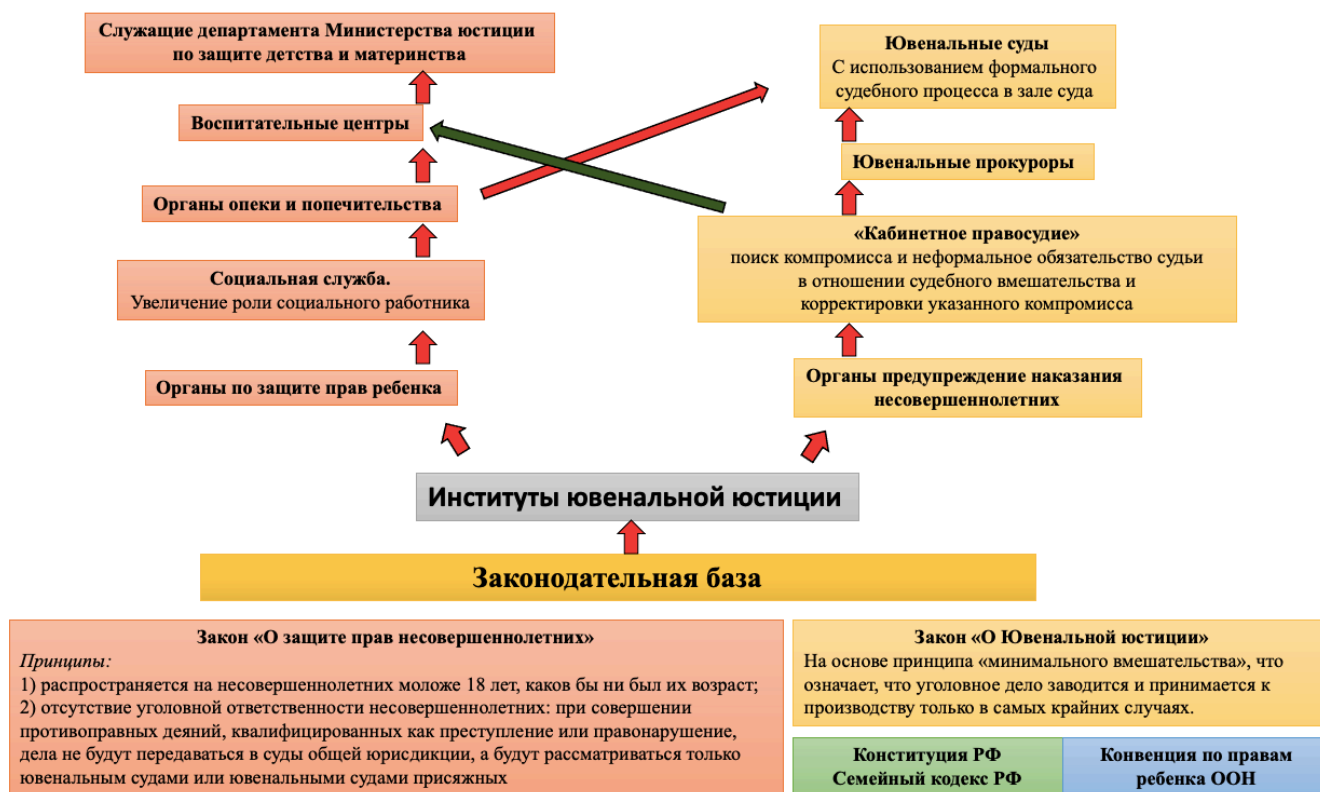 Служащие департамента Министерства юстиции
по защите детства и материнства
Воспитательные центры
Органы опеки и попечительства
Социальная служба.
Увеличение роли социального работника
Органы по защите прав ребенка
Ювенальные суды
С использованием формального
судебного процесса в зале суда
Ювенальные прокуроры
«Кабинетное правосудие»
поиск компромисса и неформальное обязательство судьи
в отношении судебного вмешательства и
корректировки указанного компромисса
Органы предупреждение наказания
несовершеннолетних
Институты ювенальной юстиции
Законодательная база
Закон «О защите прав несовершеннолетних»
Принципы:
1) распространяется на несовершеннолетних моложе 18 лет, каков бы ни был их возраст;
2) отсутствие уголовной ответственности несовершеннолетних: при совершении
противоправных деяний, квалифицированных как преступление или правонарушение,
дела не будут передаваться в суды общей юрисдикции, а будут рассматриваться только
ювенальным судами или ювенальными судами присяжных
Закон «О Ювенальной юстиции»
На основе принципа «минимального вмешательства», что
означает, что уголовное дело заводится и принимается к
производству только в самых крайних случаях.
Конституция РФ
Семейный кодекс РФ
Конвенция по правам
ребенка ООН